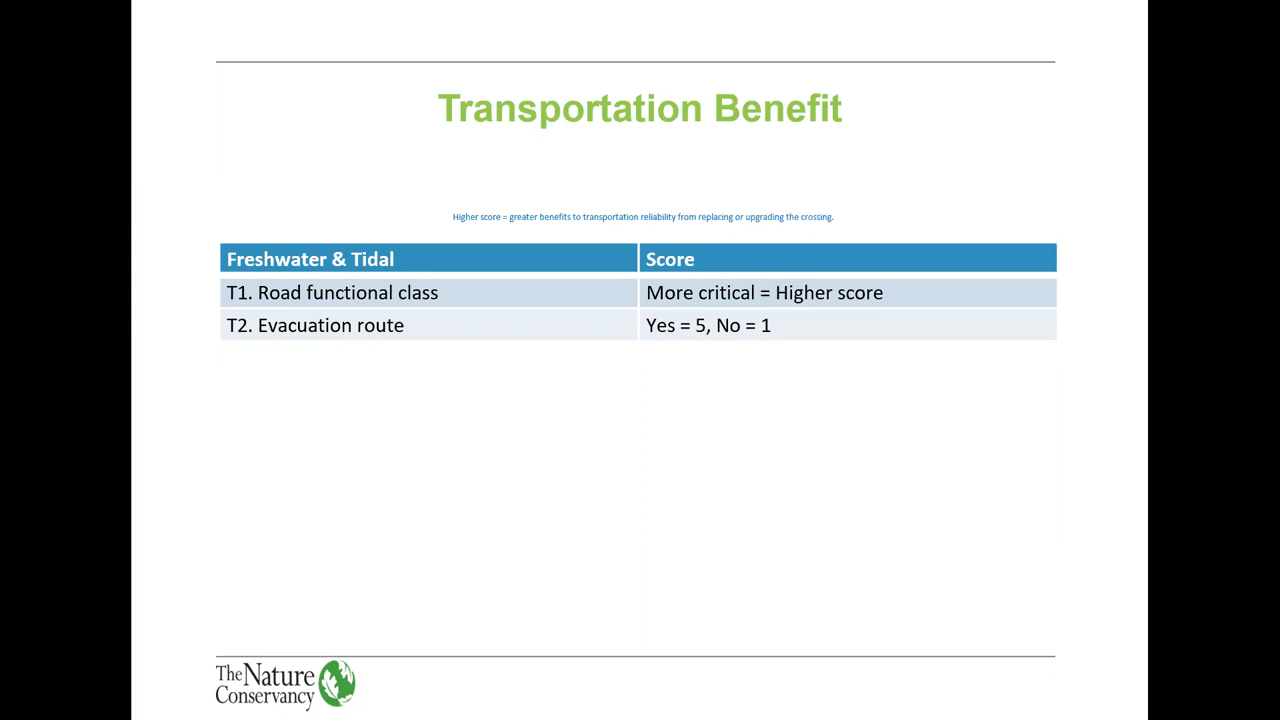 Transportation Benefit
Higher score = greater benefits to transportation reliability from replacing or upgrading the crossing.
Freshwater & Tidal Score
T1. Road functional class More critical = Higher score
T2. Evacuation route Yes = 5, No = 1
The Nature
Conservancy